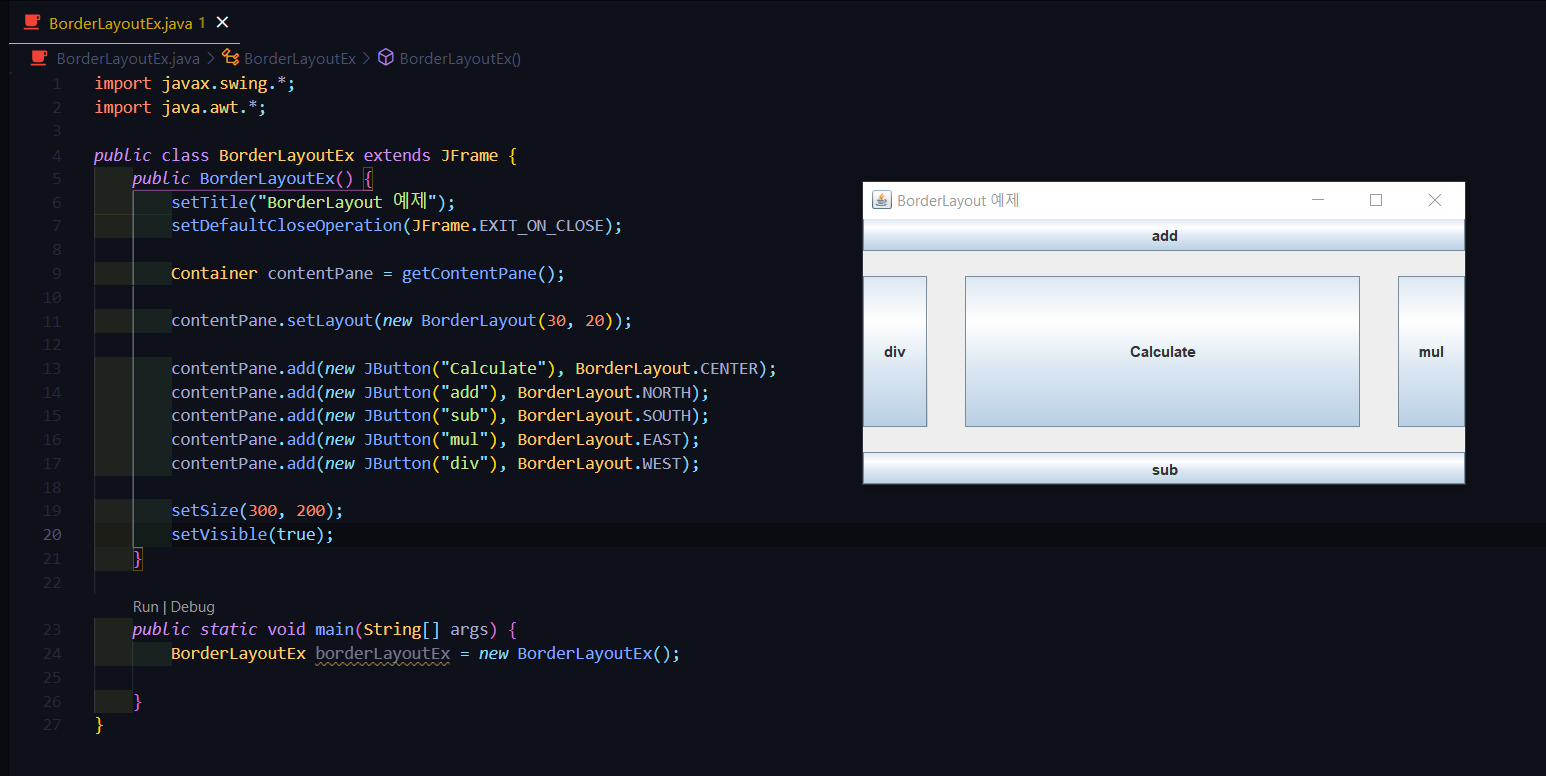 BorderLayoutEx.java 1
BorderLayoutEx.java > BorderLayoutEx > BorderLayoutEx()
1 import javax.swing.*;
2 import java.awt.*;
3
4 public class BorderLayoutEx extends JFrame {
5 public BorderLayoutEx() {
6 setTitle("BorderLayout 예제");
7 setDefaultCloseOperation(JFrame.EXIT_ON_CLOSE);
8
9 Container contentPane = getContentPane();
10
11 contentPane.setLayout(new BorderLayout(30, 20));
12
13 contentPane.add(new JButton("Calculate"), BorderLayout.CENTER);
14 contentPane.add(new JButton("add"), BorderLayout.NORTH);
15 contentPane.add(new JButton("sub"), BorderLayout.SOUTH);
16 contentPane.add(new JButton("mul"), BorderLayout.EAST);
17 contentPane.add(new JButton("div"), BorderLayout.WEST);
18
19 setSize(300, 200);
20 setVisible(true);
21 }
22
Run | Debug
23 public static void main(String[] args) {
24 BorderLayoutEx borderLayoutEx = new BorderLayoutEx();
25
26 }
27 }
BorderLayout 예제
add
div
Calculate
mul
sub